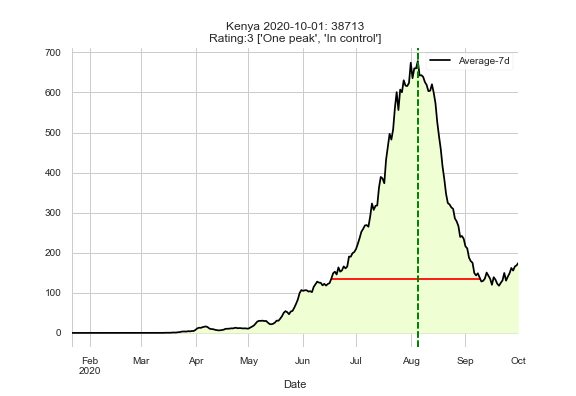 Kenya 2020-10-01: 38713
Rating:3 ['One peak', 'In control']
Average-7d
700
600
500
400
300
200
100
0
Feb
2020
Mar
Apr
May
Jun
Jul
Aug
Sep
Oct
Date